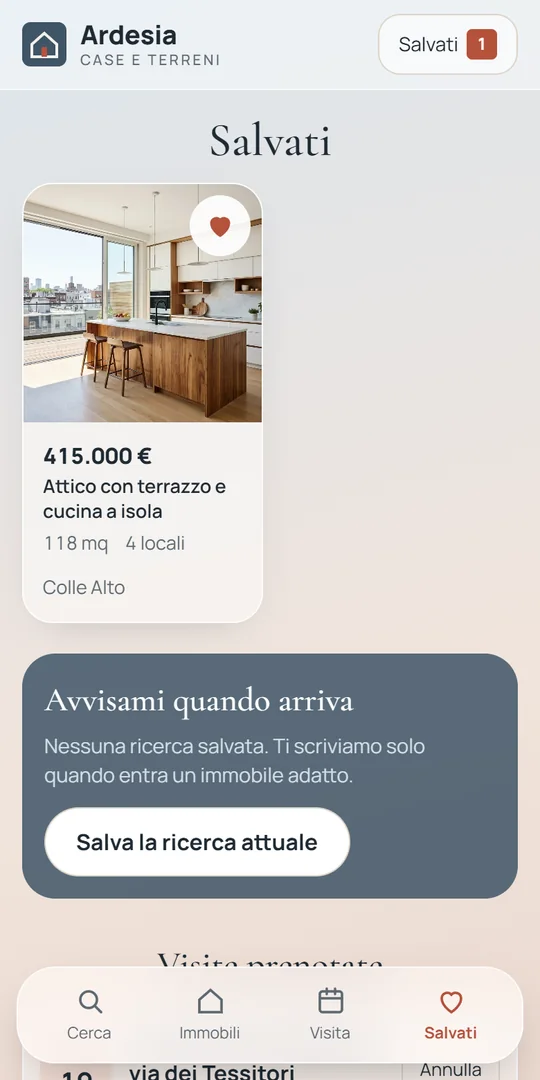 Ardesia
CASE E TERRENI
Salvati 1
Salvati
415.000 €
Attico con terrazzo e
cucina a isola
118 mq 4 locali
Colle Alto
Avvisami quando arriva
Nessuna ricerca salvata. Ti scriviamo solo
quando entra un immobile adatto.
Salva la ricerca attuale
Visite prenotate
Cerca
Immobili
Visita
Salvati
via dei Tessitori
Annulla